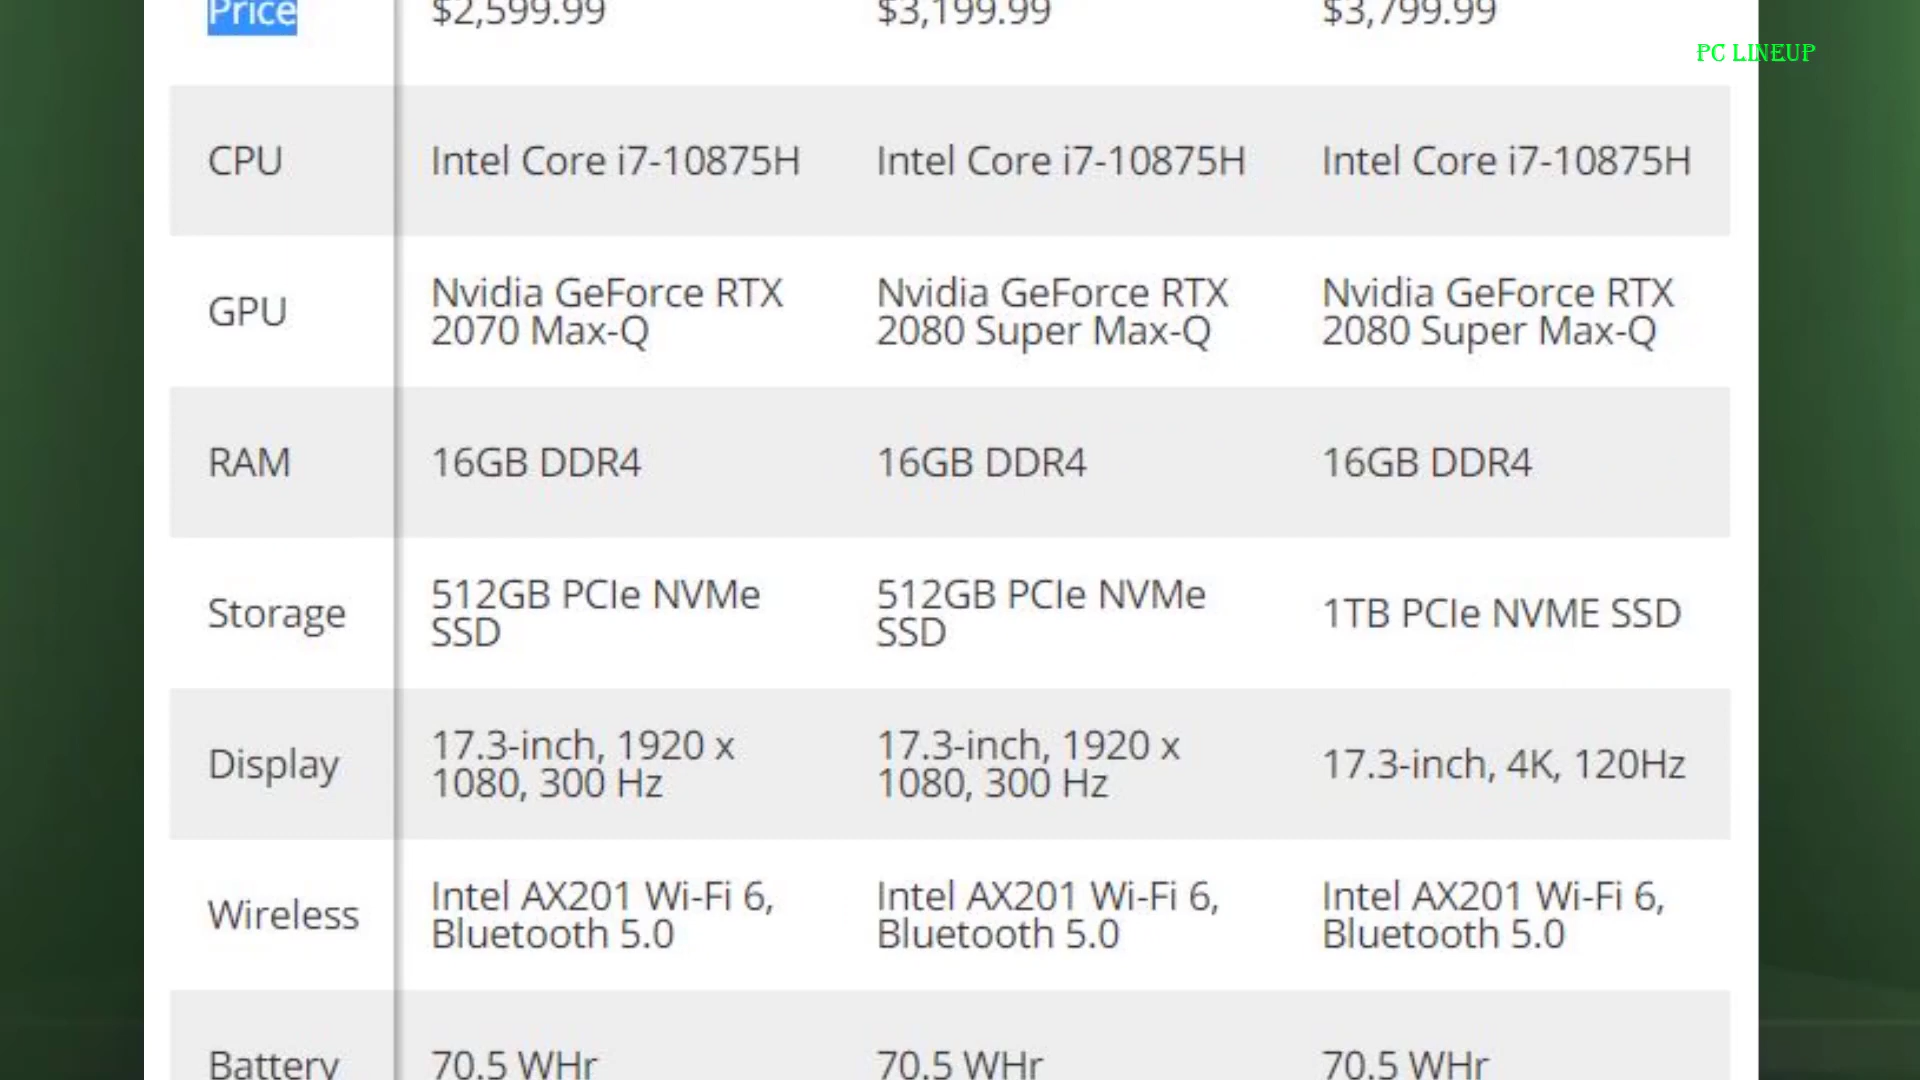 Price $2,599.99 $3,199.99 $3,799.99
PC LINEUP
CPU Intel Core i7-10875H Intel Core i7-10875H Intel Core i7-10875H
GPU Nvidia GeForce RTX 2070 Max-Q Nvidia GeForce RTX 2080 Super Max-Q Nvidia GeForce RTX 2080 Super Max-Q
RAM 16GB DDR4 16GB DDR4 16GB DDR4
Storage 512GB PCIe NVMe SSD 512GB PCIe NVMe SSD 1TB PCIe NVME SSD
Display 17.3-inch, 1920 x 1080, 300 Hz 17.3-inch, 1920 x 1080, 300 Hz 17.3-inch, 4K, 120Hz
Wireless Intel AX201 Wi-Fi 6, Bluetooth 5.0 Intel AX201 Wi-Fi 6, Bluetooth 5.0 Intel AX201 Wi-Fi 6, Bluetooth 5.0
Battery 70.5 WHr 70.5 WHr 70.5 WHr